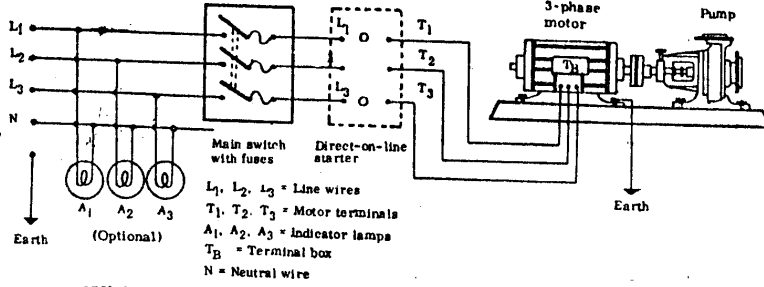 3-phase
motor
Pump
L1
L2
L3
N
L1
L3
T1
T2
T3
TB
Main switch
with fuses
Direct-on-line
starter
A1 A2 A3
(Optional)
Earth
Earth
L1, L2, L3 = Line wires
T1, T2, T3 = Motor terminals
A1, A2, A3 = Indicator lamps
TB = Terminal box
N = Neutral wire